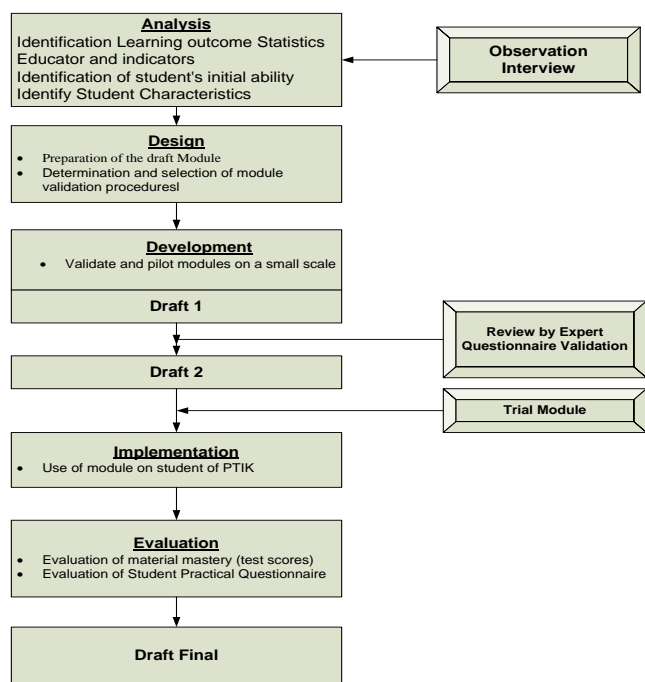 Analysis
Identification Learning outcome Statistics
Educator and indicators
Identification of student's initial ability
Identify Student Characteristics
Observation
Interview
Design
• Preparation of the draft Module
• Determination and selection of module
validation proceduresl
Development
• Validate and pilot modules on a small scale
Draft 1
Review by Expert
Questionnaire Validation
Draft 2
Trial Module
Implementation
• Use of module on student of PTIK
Evaluation
• Evaluation of material mastery (test scores)
• Evaluation of Student Practical Questionnaire
Draft Final